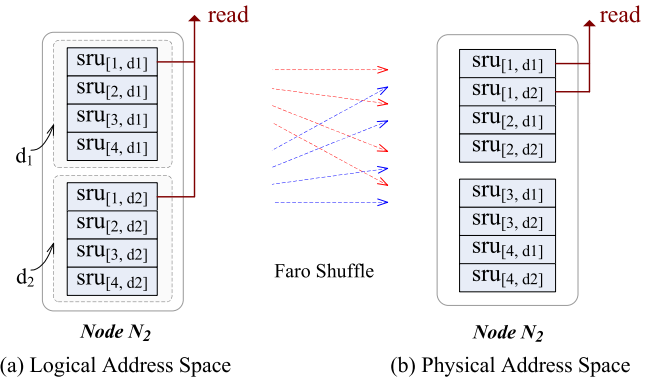 read
sru[1, d1]
sru[2, d1]
sru[3, d1]
sru[4, d1]
d1
sru[1, d2]
sru[2, d2]
sru[3, d2]
sru[4, d2]
d2
Node N2
(a) Logical Address Space
Faro Shuffle
read
sru[1, d1]
sru[1, d2]
sru[2, d1]
sru[2, d2]
sru[3, d1]
sru[3, d2]
sru[4, d1]
sru[4, d2]
Node N2
(b) Physical Address Space